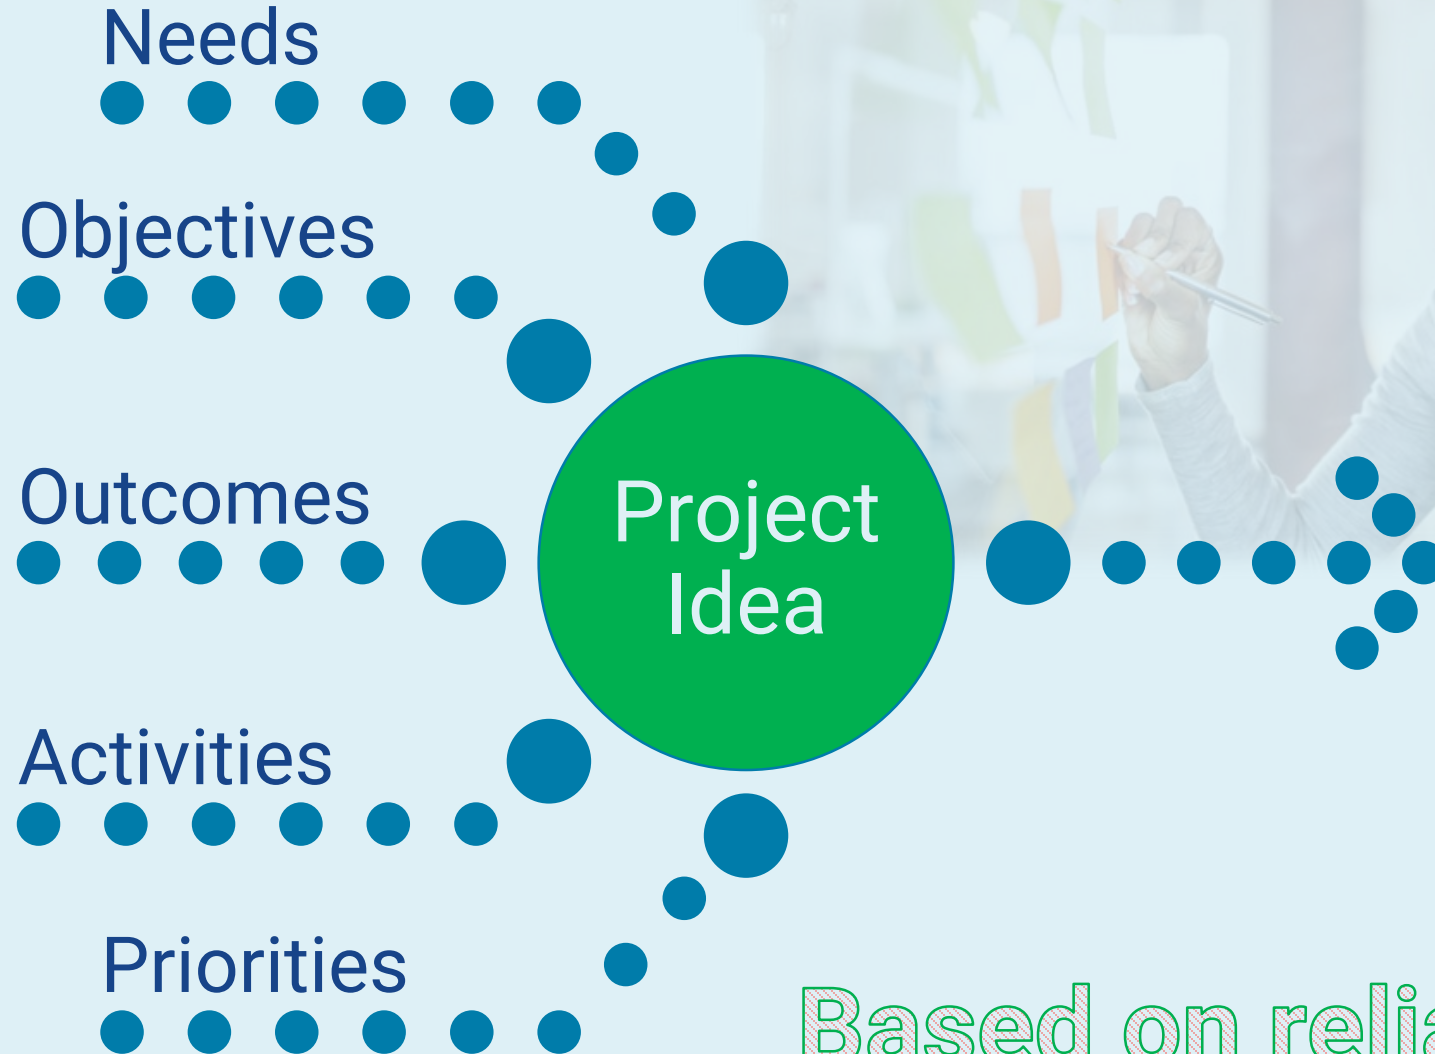 Needs
Objectives
Outcomes
Project
Idea
Activities
Priorities
Based on